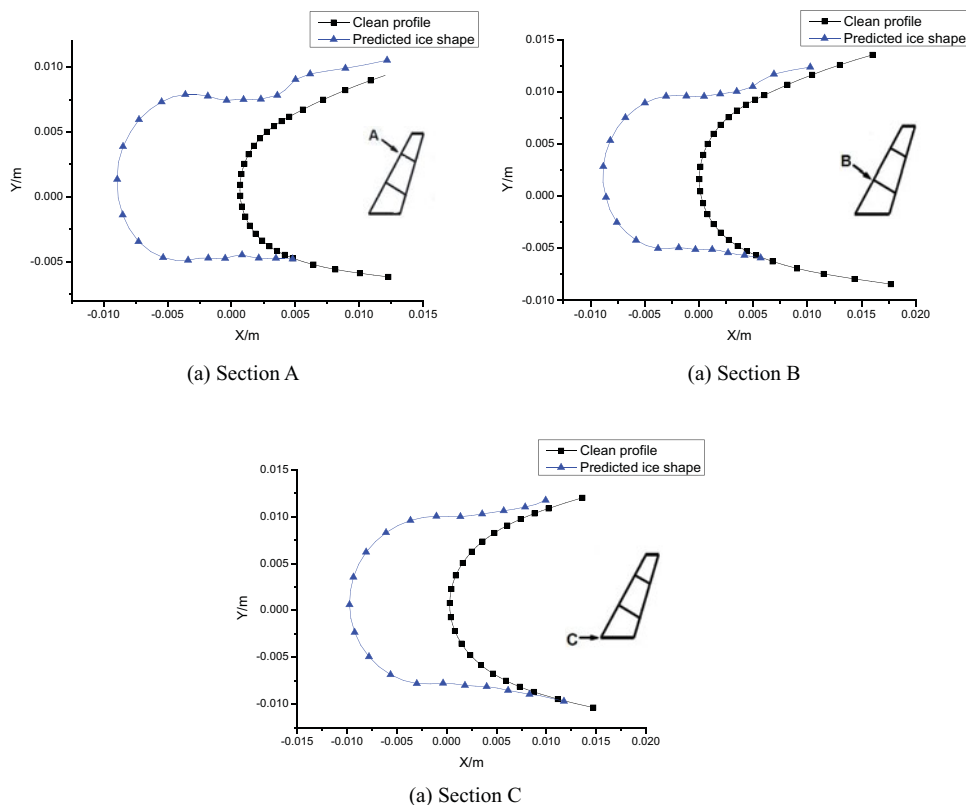 Clean profile
Predicted ice shape
0.010
0.005
0.000
-0.005
Y/m
-0.010
-0.005
0.000
0.005
0.010
0.015
X/m
A
(a) Section A
Clean profile
Predicted ice shape
0.015
0.010
0.005
0.000
-0.005
-0.010
Y/m
-0.010
-0.005
0.000
0.005
0.010
0.015
0.020
X/m
B
(a) Section B
Clean profile
Predicted ice shape
0.015
0.010
0.005
0.000
-0.005
-0.010
Y/m
-0.015
-0.010
-0.005
0.000
0.005
0.010
0.015
0.020
X/m
C
(a) Section C